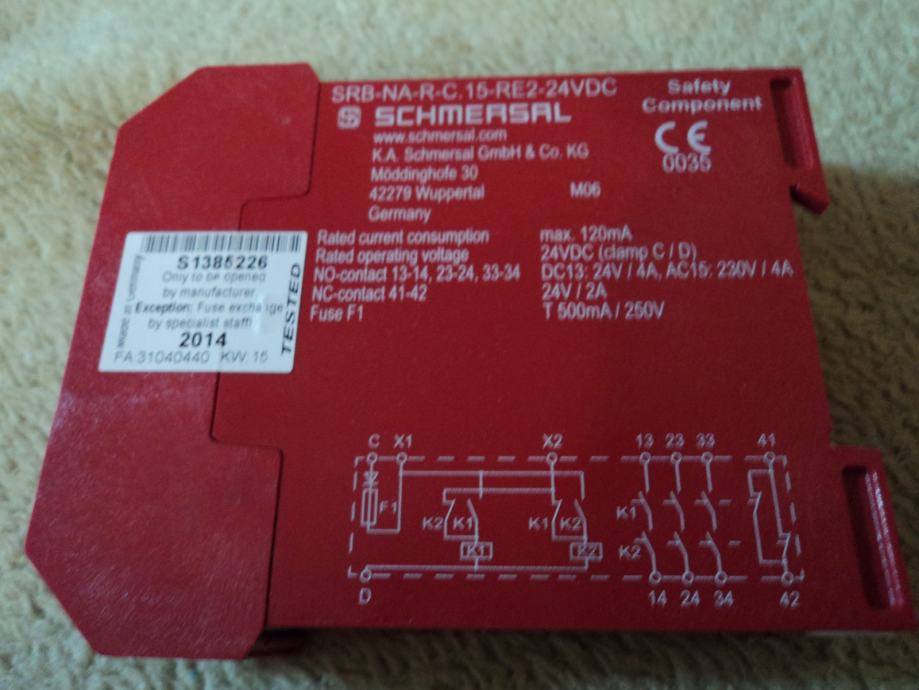 SRB-NA-R-C.15-RE2-24VDC
SCHMERSAL
www.schmersal.com
K.A. Schmersal GmbH & Co. KG
Möddinghofe 30
42279 Wuppertal M06
Germany
Safety
Component
CE
0035
Rated current consumption max. 120mA
Rated operating voltage 24VDC (clamp C / D)
NO-contact 13-14, 23-24, 33-34 DC13: 24V / 4A, AC15: 230V / 4A
NC-contact 41-42 24V / 2A
Fuse F1 T 500mA / 250V
Made in Germany
S1385226
Only to be opened
by manufacturer.
Exception: Fuse exchange
by specialist staff!
2014
FA:31040440 KW:15
TESTED
C X1 X2 13 23 33 41
F1
K2 K1 K1 K2 K1
K1 K2 K2
D 14 24 34 42